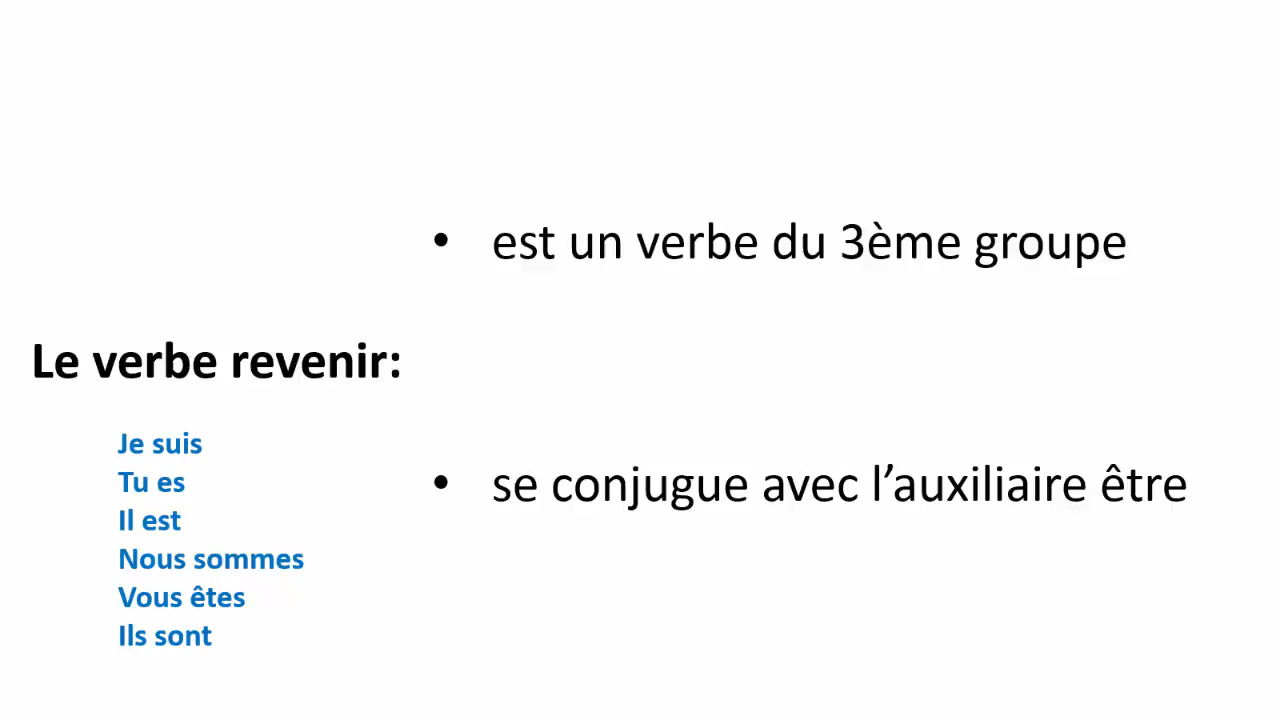 • est un verbe du 3ème groupe
Le verbe revenir:
Je suis
Tu es
Il est
Nous sommes
Vous êtes
Ils sont
• se conjugue avec l’auxiliaire être